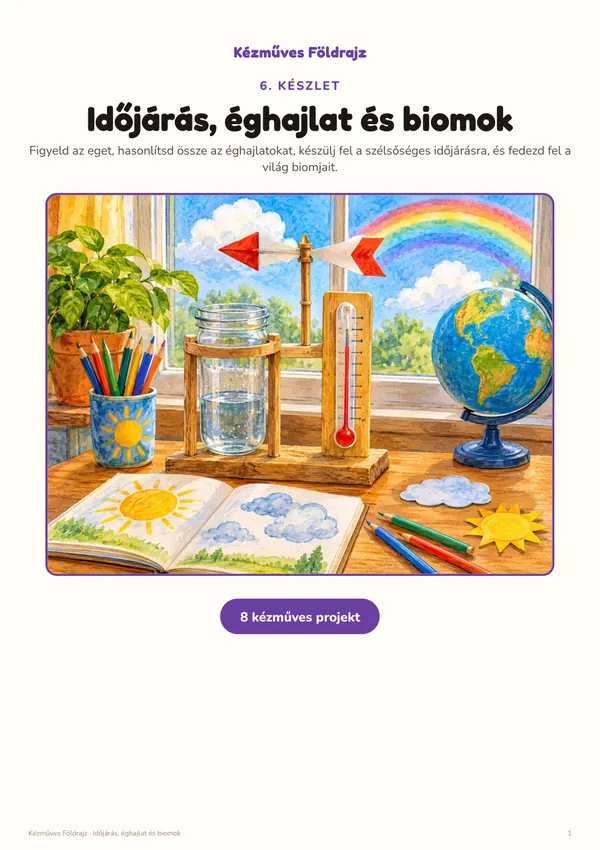 Kézműves Földrajz
6. KÉSZLET
Időjárás, éghajlat és biomok
Figyeld az eget, hasonlítsd össze az éghajlatokat, készülj fel a szélsőséges időjárásra, és fedezd fel a
világ biomjait.
8 kézműves projekt
Kézműves Földrajz · Időjárás, éghajlat és biomok
1